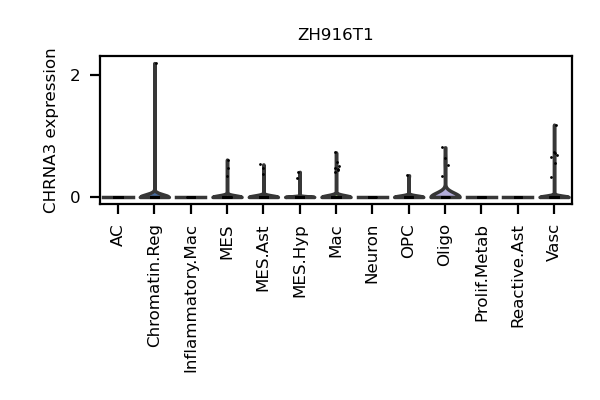 ZH916T1
CHRNA3 expression
2
0
AC
Chromatin.Reg
Inflammatory.Mac
MES
MES.Ast
MES.Hyp
Mac
Neuron
OPC
Oligo
Prolif.Metab
Reactive.Ast
Vasc